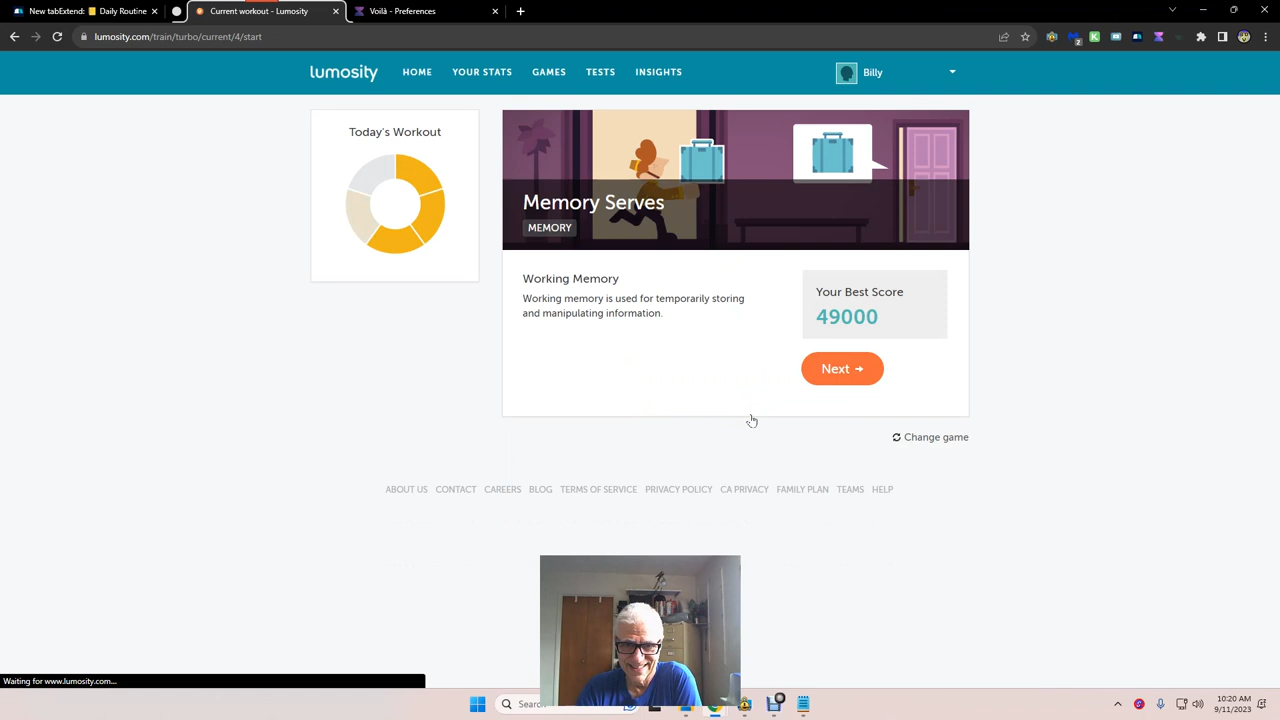 New tabExtend: Daily Routine
Current workout - Lumosity
Voilà - Preferences
lumosity.com/train/turbo/current/4/start
2
lumosity
HOME
YOUR STATS
GAMES
TESTS
INSIGHTS
Billy
Today's Workout
Memory Serves
MEMORY
Working Memory
Working memory is used for temporarily storing
and manipulating information.
Your Best Score
49000
Next
Change game
ABOUT US CONTACT CAREERS BLOG TERMS OF SERVICE PRIVACY POLICY CA PRIVACY FAMILY PLAN TEAMS HELP
Waiting for www.lumosity.com...
Search
10:20 AM
9/11/2023